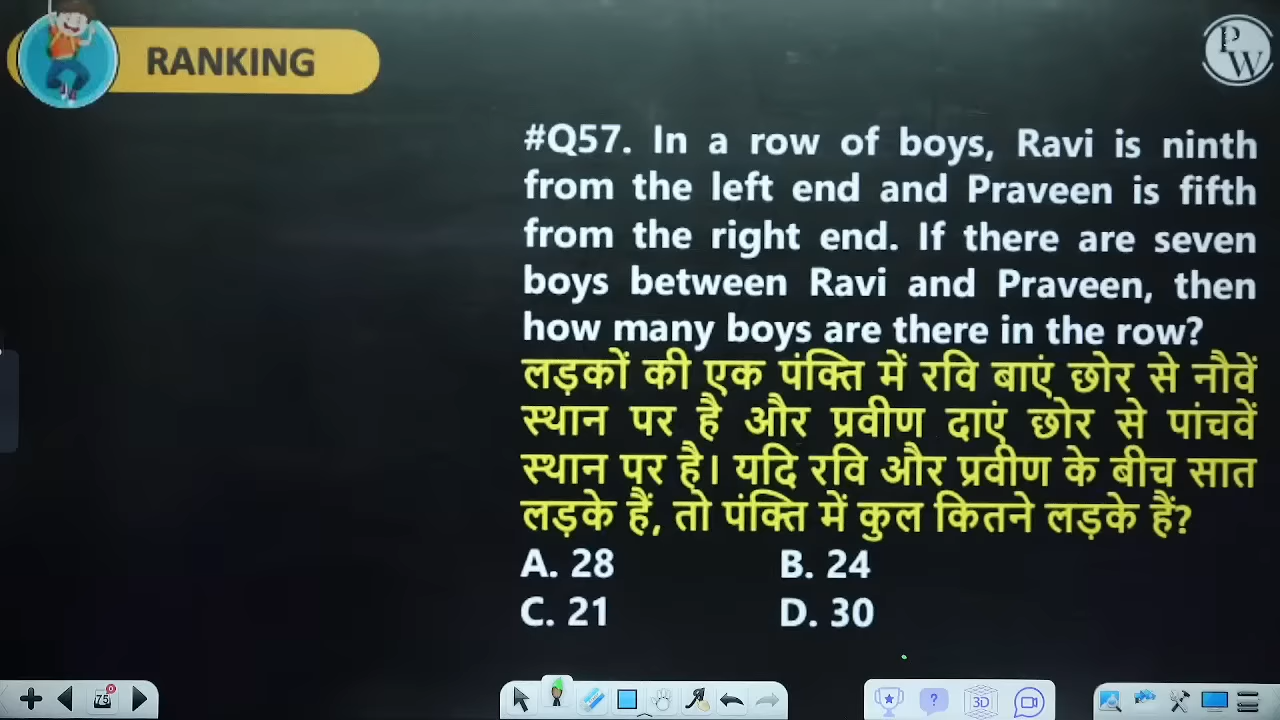 RANKING
PW
#Q57. In a row of boys, Ravi is ninth
from the left end and Praveen is fifth
from the right end. If there are seven
boys between Ravi and Praveen, then
how many boys are there in the row?
लड़कों की एक पंक्ति में रवि बाएं छोर से नौवें
स्थान पर है और प्रवीण दाएं छोर से पांचवें
स्थान पर है। यदि रवि और प्रवीण के बीच सात
लड़के हैं, तो पंक्ति में कुल कितने लड़के हैं?
A. 28 B. 24
C. 21 D. 30
75 0 ? 3D